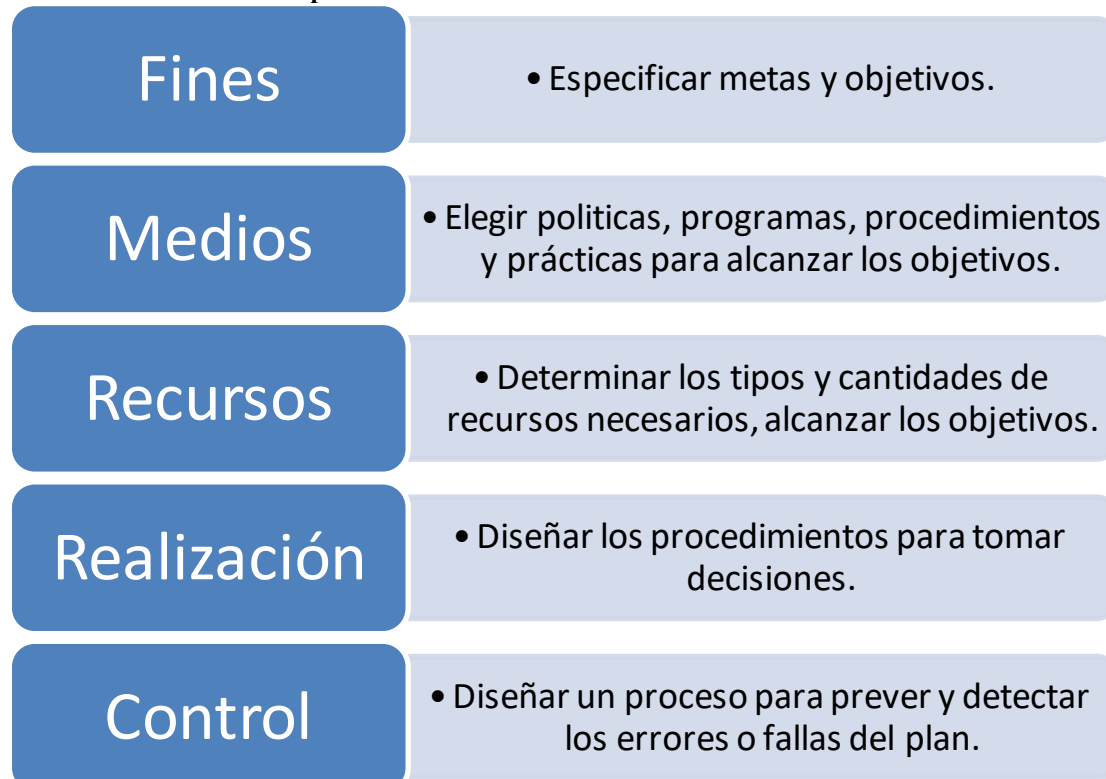 Fines
• Especificar metas y objetivos.
Medios
• Elegir politicas, programas, procedimientos
y prácticas para alcanzar los objetivos.
Recursos
• Determinar los tipos y cantidades de
recursos necesarios, alcanzar los objetivos.
Realización
• Diseñar los procedimientos para tomar
decisiones.
Control
• Diseñar un proceso para prever y detectar
los errores o fallas del plan.